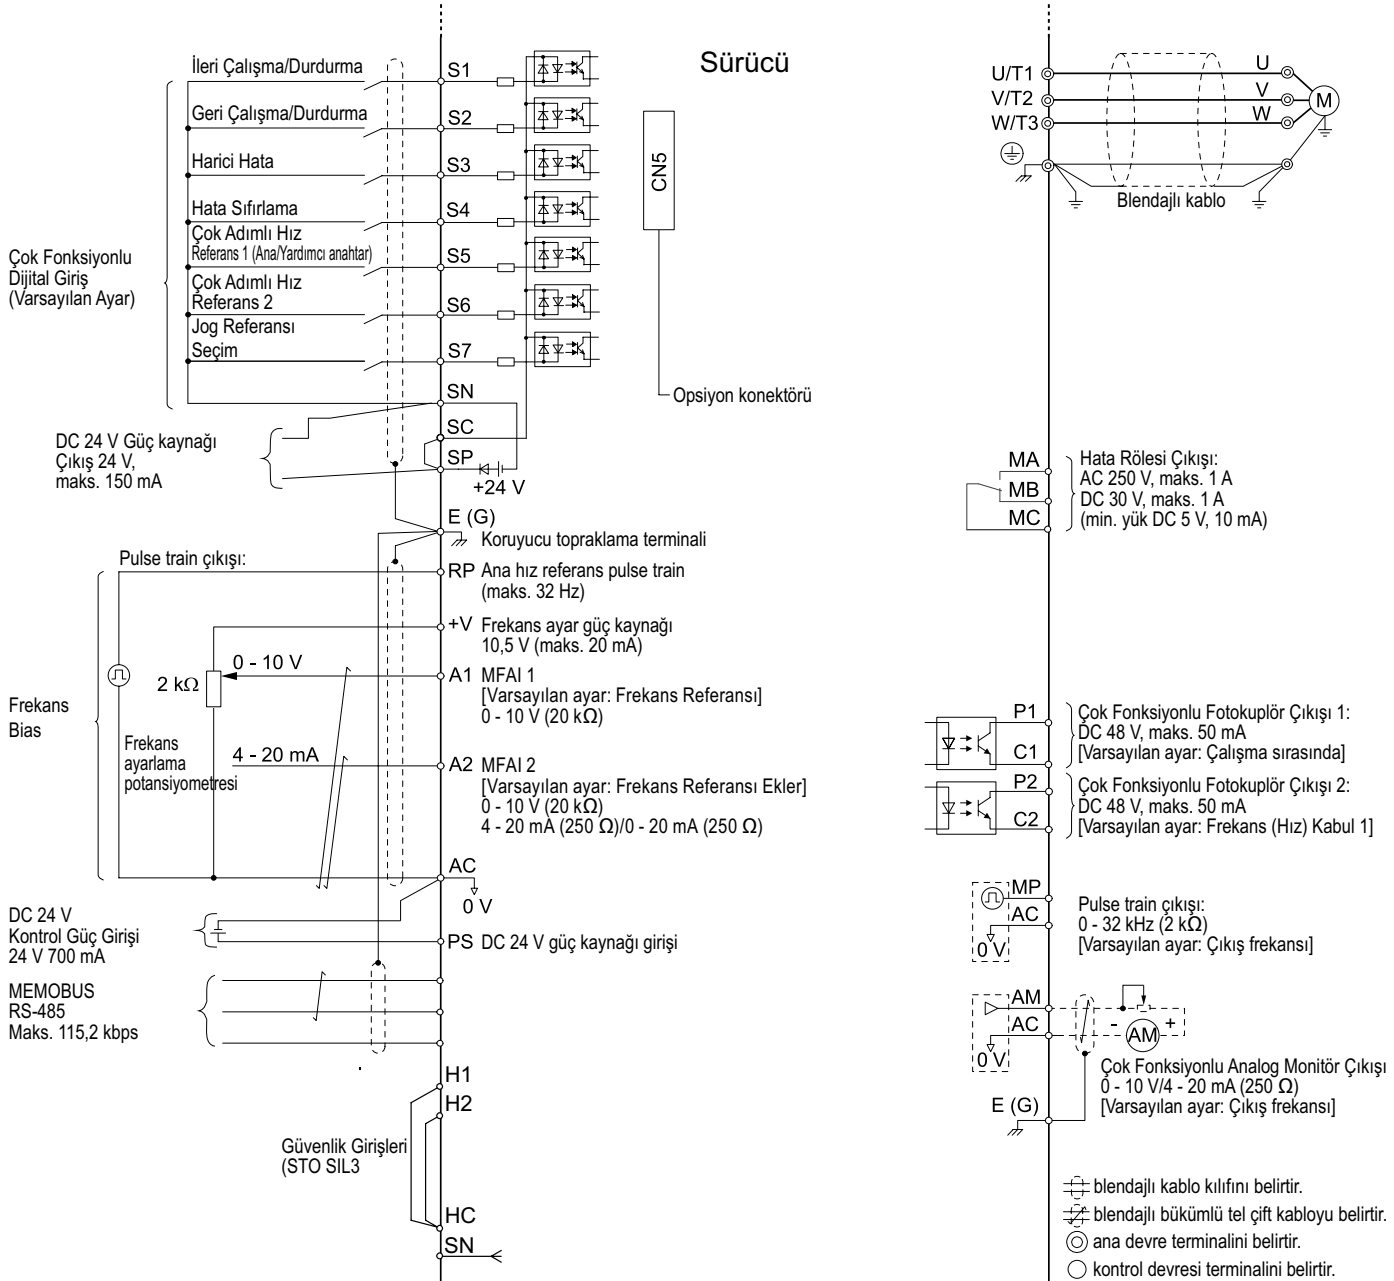 Sürücü
İleri Çalışma/Durdurma
S1
Geri Çalışma/Durdurma
S2
Harici Hata
S3
Hata Sıfırlama
S4
Çok Adımlı Hız
Referans 1 (Ana/Yardımcı anahtar)
S5
Çok Adımlı Hız
Referans 2
S6
Jog Referansı
Seçim
S7
Çok Fonksiyonlu
Dijital Giriş
(Varsayılan Ayar)
SN
SC
SP
+24 V
DC 24 V Güç kaynağı
Çıkış 24 V,
maks. 150 mA
CN5
Opsiyon konektörü
E (G)
Koruyucu topraklama terminali
Pulse train çıkışı:
RP
Ana hız referans pulse train
(maks. 32 Hz)
+V
Frekans ayar güç kaynağı
10,5 V (maks. 20 mA)
0 - 10 V
2 kΩ
A1
MFAI 1
[Varsayılan ayar: Frekans Referansı]
0 - 10 V (20 kΩ)
Frekans
Bias
Frekans
ayarlama
potansiyometresi
4 - 20 mA
A2
MFAI 2
[Varsayılan ayar: Frekans Referansı Ekler]
0 - 10 V (20 kΩ)
4 - 20 mA (250 Ω)/0 - 20 mA (250 Ω)
AC
0 V
DC 24 V
Kontrol Güç Girişi
24 V 700 mA
PS
DC 24 V güç kaynağı girişi
MEMOBUS
RS-485
Maks. 115,2 kbps
H1
H2
Güvenlik Girişleri
(STO SIL3
HC
SN
U/T1
V/T2
W/T3
U
V
W
M
Blendajlı kablo
MA
MB
MC
Hata Rölesi Çıkışı:
AC 250 V, maks. 1 A
DC 30 V, maks. 1 A
(min. yük DC 5 V, 10 mA)
P1
C1
Çok Fonksiyonlu Fotokuplör Çıkışı 1:
DC 48 V, maks. 50 mA
[Varsayılan ayar: Çalışma sırasında]
P2
C2
Çok Fonksiyonlu Fotokuplör Çıkışı 2:
DC 48 V, maks. 50 mA
[Varsayılan ayar: Frekans (Hız) Kabul 1]
MP
AC
0 V
Pulse train çıkışı:
0 - 32 kHz (2 kΩ)
[Varsayılan ayar: Çıkış frekansı]
AM
AC
0 V
- +
AM
Çok Fonksiyonlu Analog Monitör Çıkışı
0 - 10 V/4 - 20 mA (250 Ω)
[Varsayılan ayar: Çıkış frekansı]
E (G)
blendajlı kablo kılıfını belirtir.
blendajlı bükümlü tel çift kabloyu belirtir.
ana devre terminalini belirtir.
kontrol devresi terminalini belirtir.